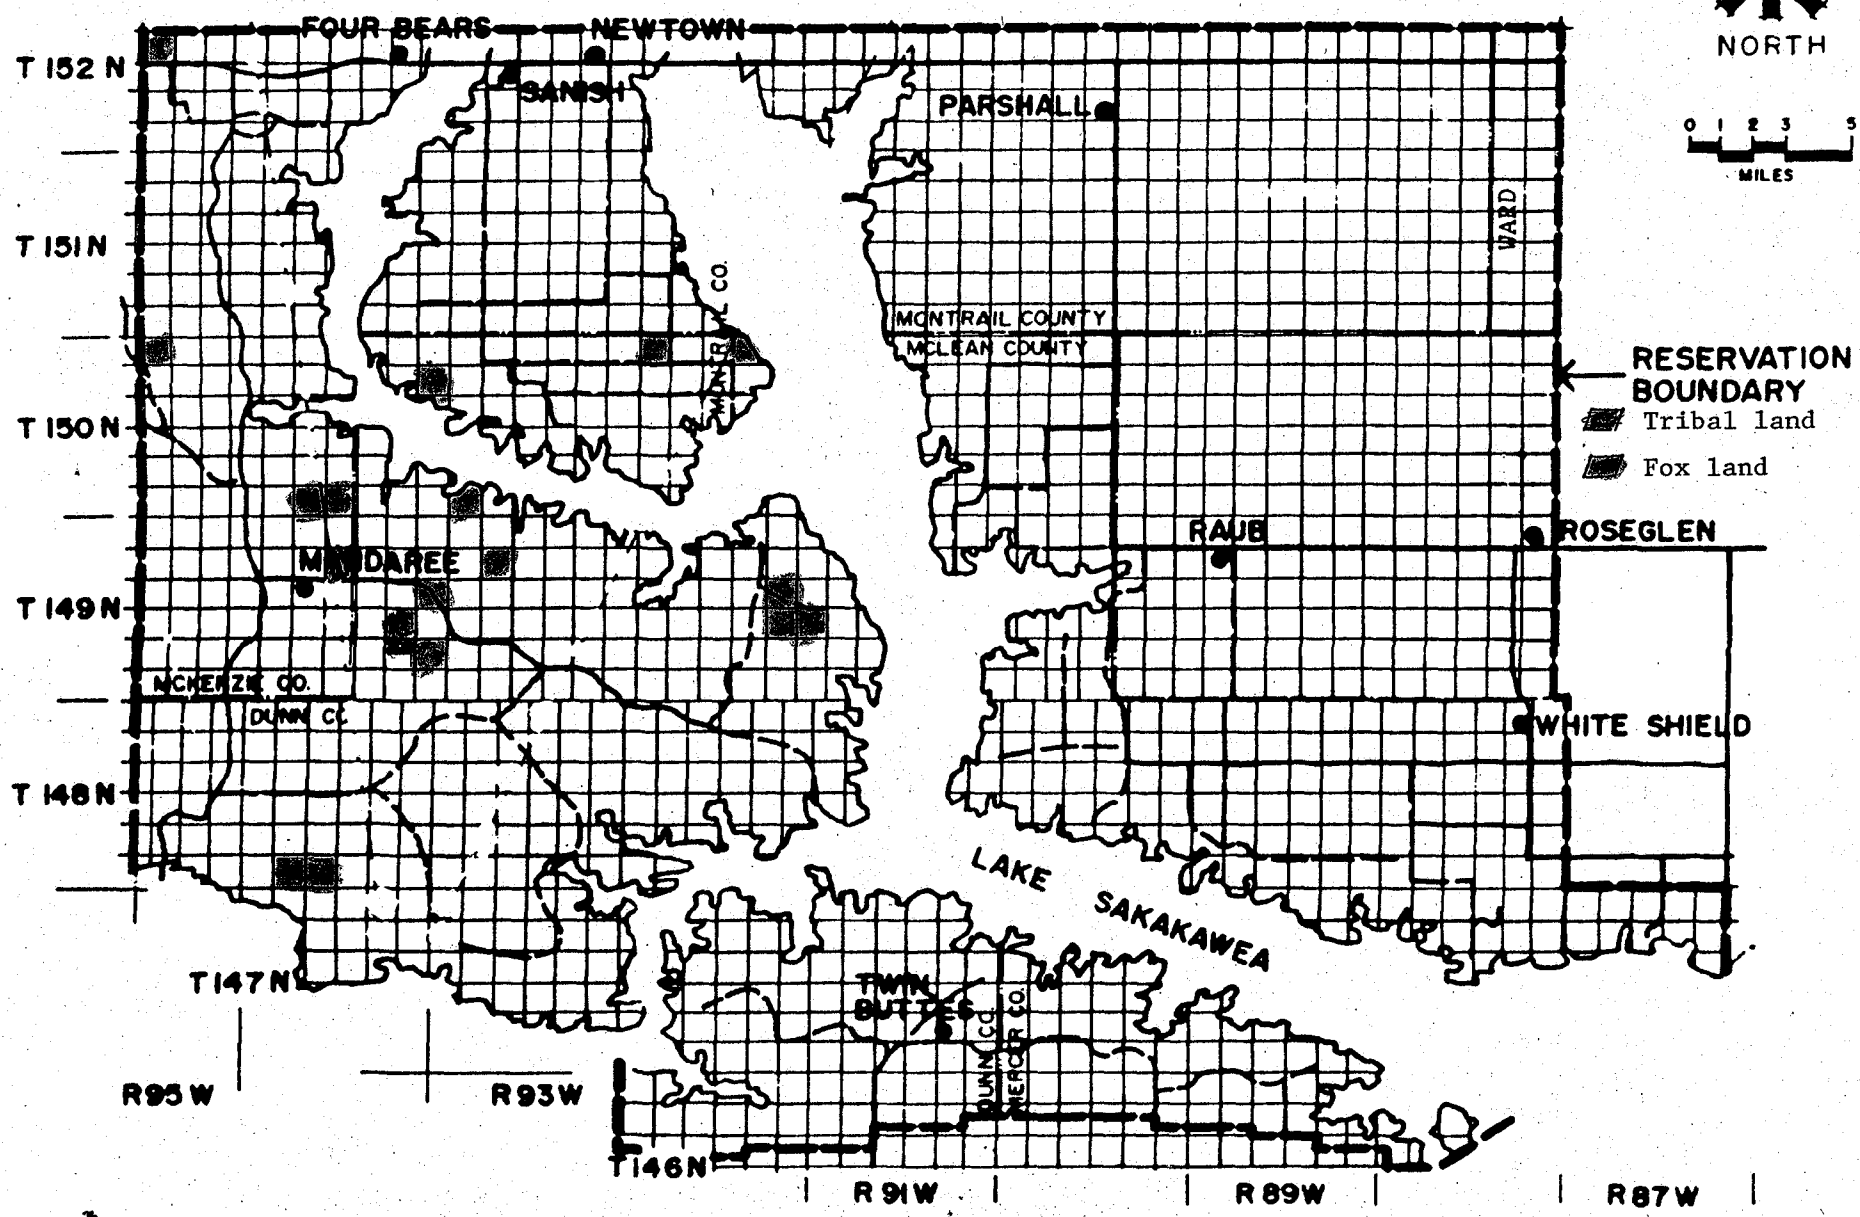 FOUR BEARS
NEWTOWN
NORTH
T 152 N
SANISH
PARSHALL
0 1 2 3 5
MILES
WARD
T 151 N
MONTRAIL CO.
MONTRAIL COUNTY
MCLEAN COUNTY
RESERVATION
BOUNDARY
Tribal land
Fox land
T 150 N
MANDAREE
RAUB
ROSEGLEN
T 149 N
MCKENZIE CO.
DUNN CO.
WHITE SHIELD
T 148 N
LAKE SAKAKAWEA
T 147 N
TWIN
BUTTES
DUNN CO.
MERCER CO.
R 95 W
R 93 W
T 146 N
R 91 W
R 89 W
R 87 W